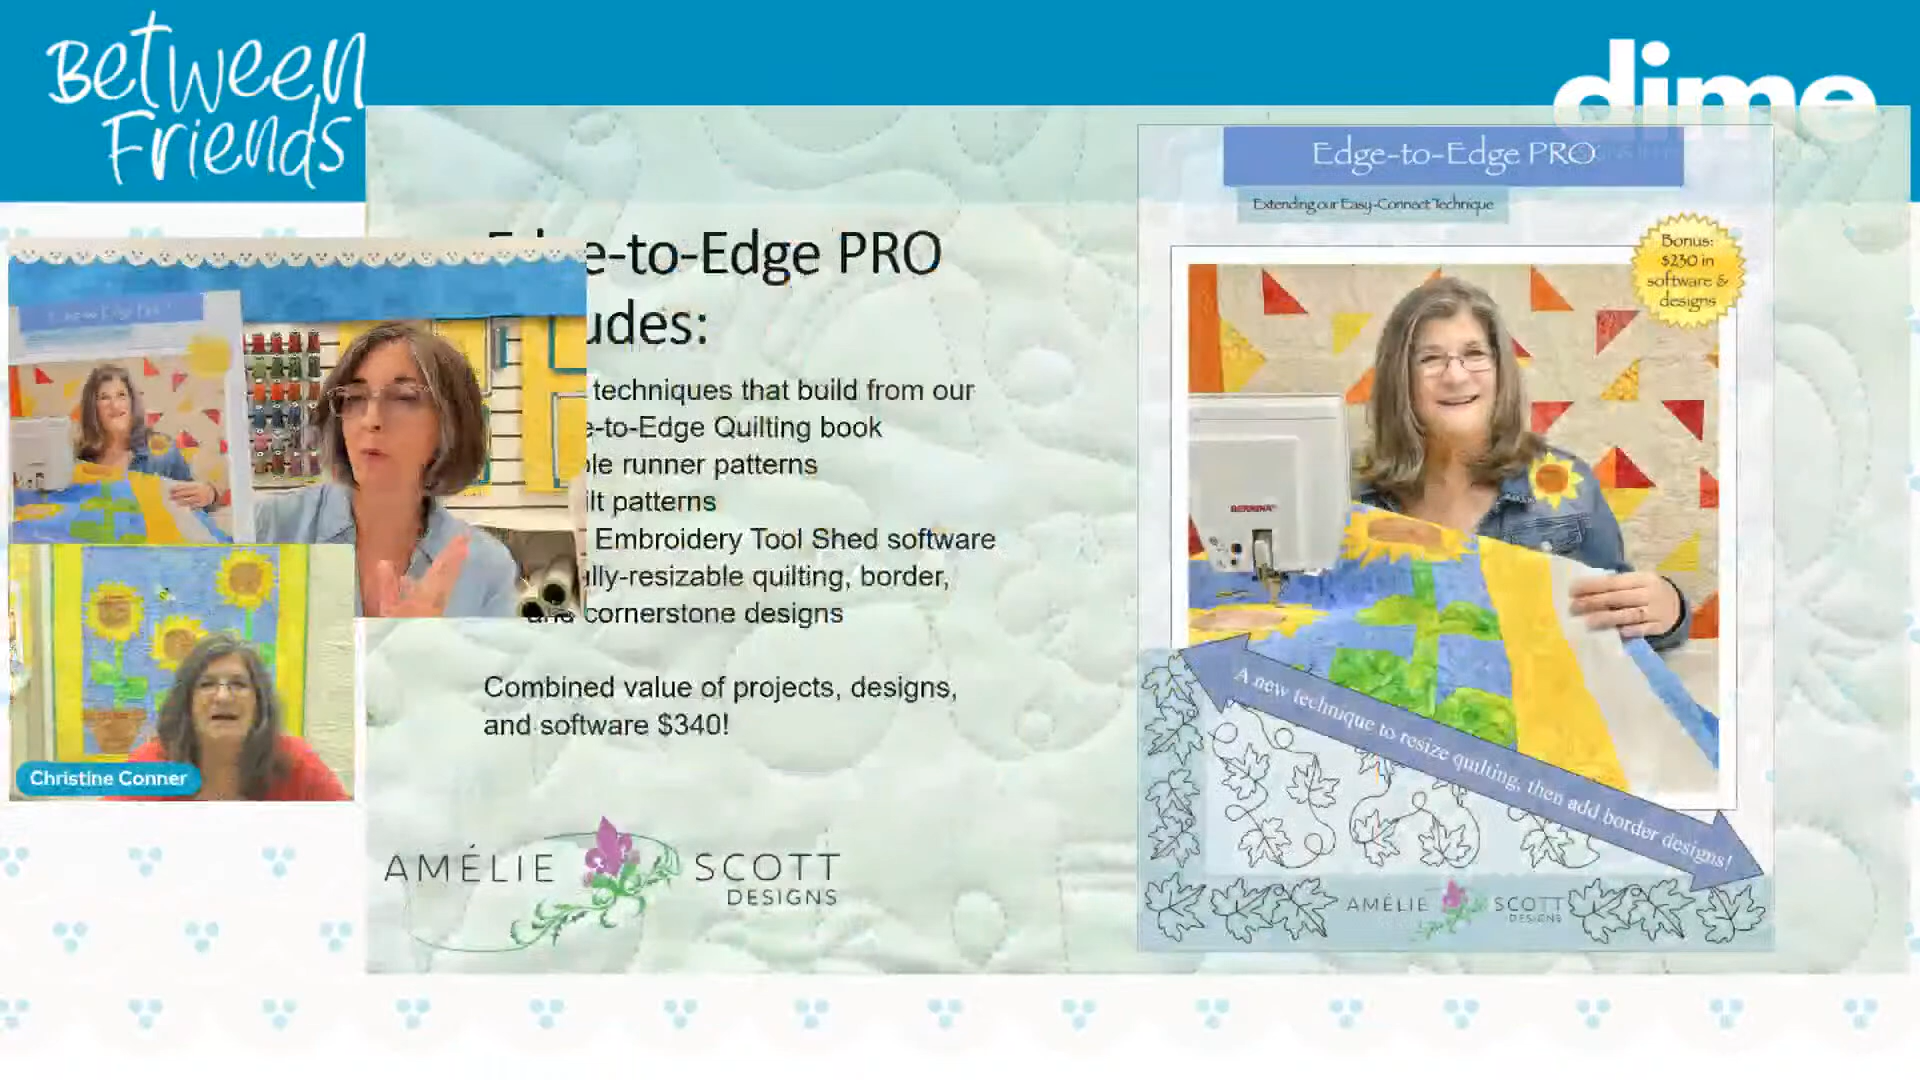 Between
Friends
dime
Edge-to-Edge PRO
Extending our Easy-Connect Technique
Bonus:
$230 in
software &
designs
e-to-Edge PRO
udes:
techniques that build from our
e-to-Edge Quilting book
le runner patterns
ilt patterns
Embroidery Tool Shed software
lly-resizable quilting, border,
and cornerstone designs
Combined value of projects, designs,
and software $340!
Christine Conner
AMÉLIE SCOTT
DESIGNS
BERNINA
A new technique to resize quilting, then add border designs!
AMÉLIE SCOTT
DESIGNS